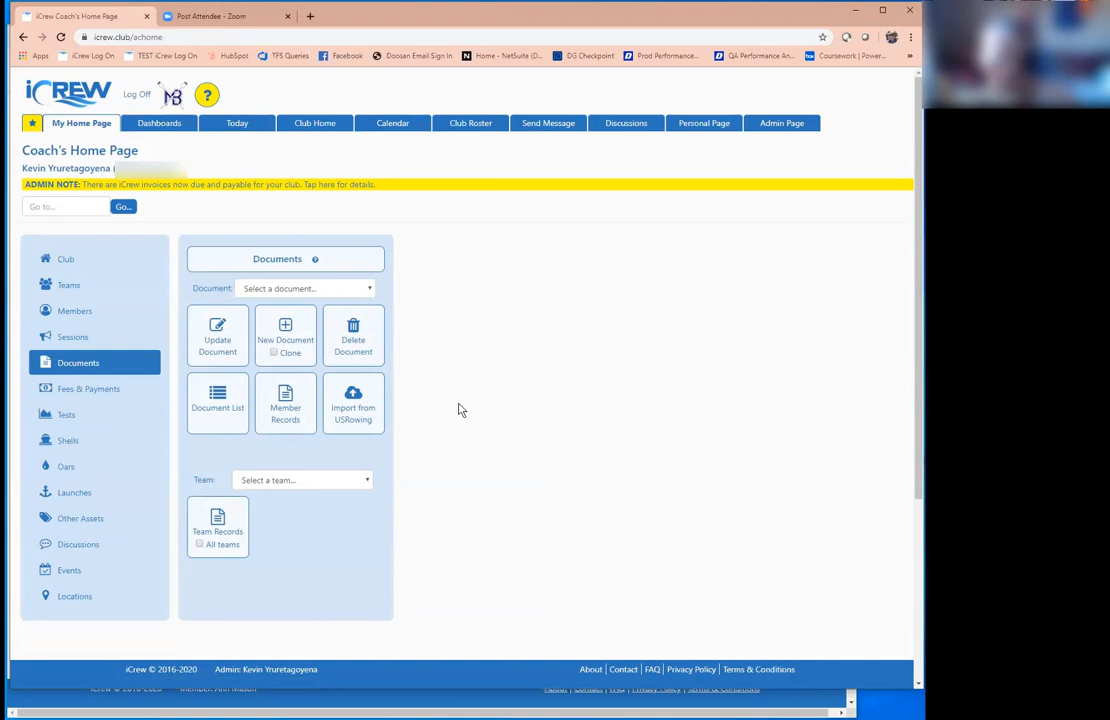 iCrew Coach's Home Page
Post Attendee - Zoom
icrew.club/achome
Apps
iCrew Log On
TEST iCrew Log On
HubSpot
TFS Queries
Facebook
Doosan Email Sign In
Home - NetSuite (D...
DG Checkpoint
Prod Performance...
QA Performance An...
Coursework | Power...
iCREW
Log Off
MB
?
My Home Page
Dashboards
Today
Club Home
Calendar
Club Roster
Send Message
Discussions
Personal Page
Admin Page
Coach's Home Page
Kevin Yruretagoyena (
ADMIN NOTE: There are iCrew invoices now due and payable for your club. Tap here for details.
Go to...
Go...
Club
Teams
Members
Sessions
Documents
Fees & Payments
Tests
Shells
Oars
Launches
Other Assets
Discussions
Events
Locations
Documents
Document:
Select a document...
Update
Document
New Document
Clone
Delete
Document
Document List
Member
Records
Import from
USRowing
Team:
Select a team...
Team Records
All teams
iCrew © 2016-2020
Admin: Kevin Yruretagoyena
About | Contact | FAQ | Privacy Policy | Terms & Conditions